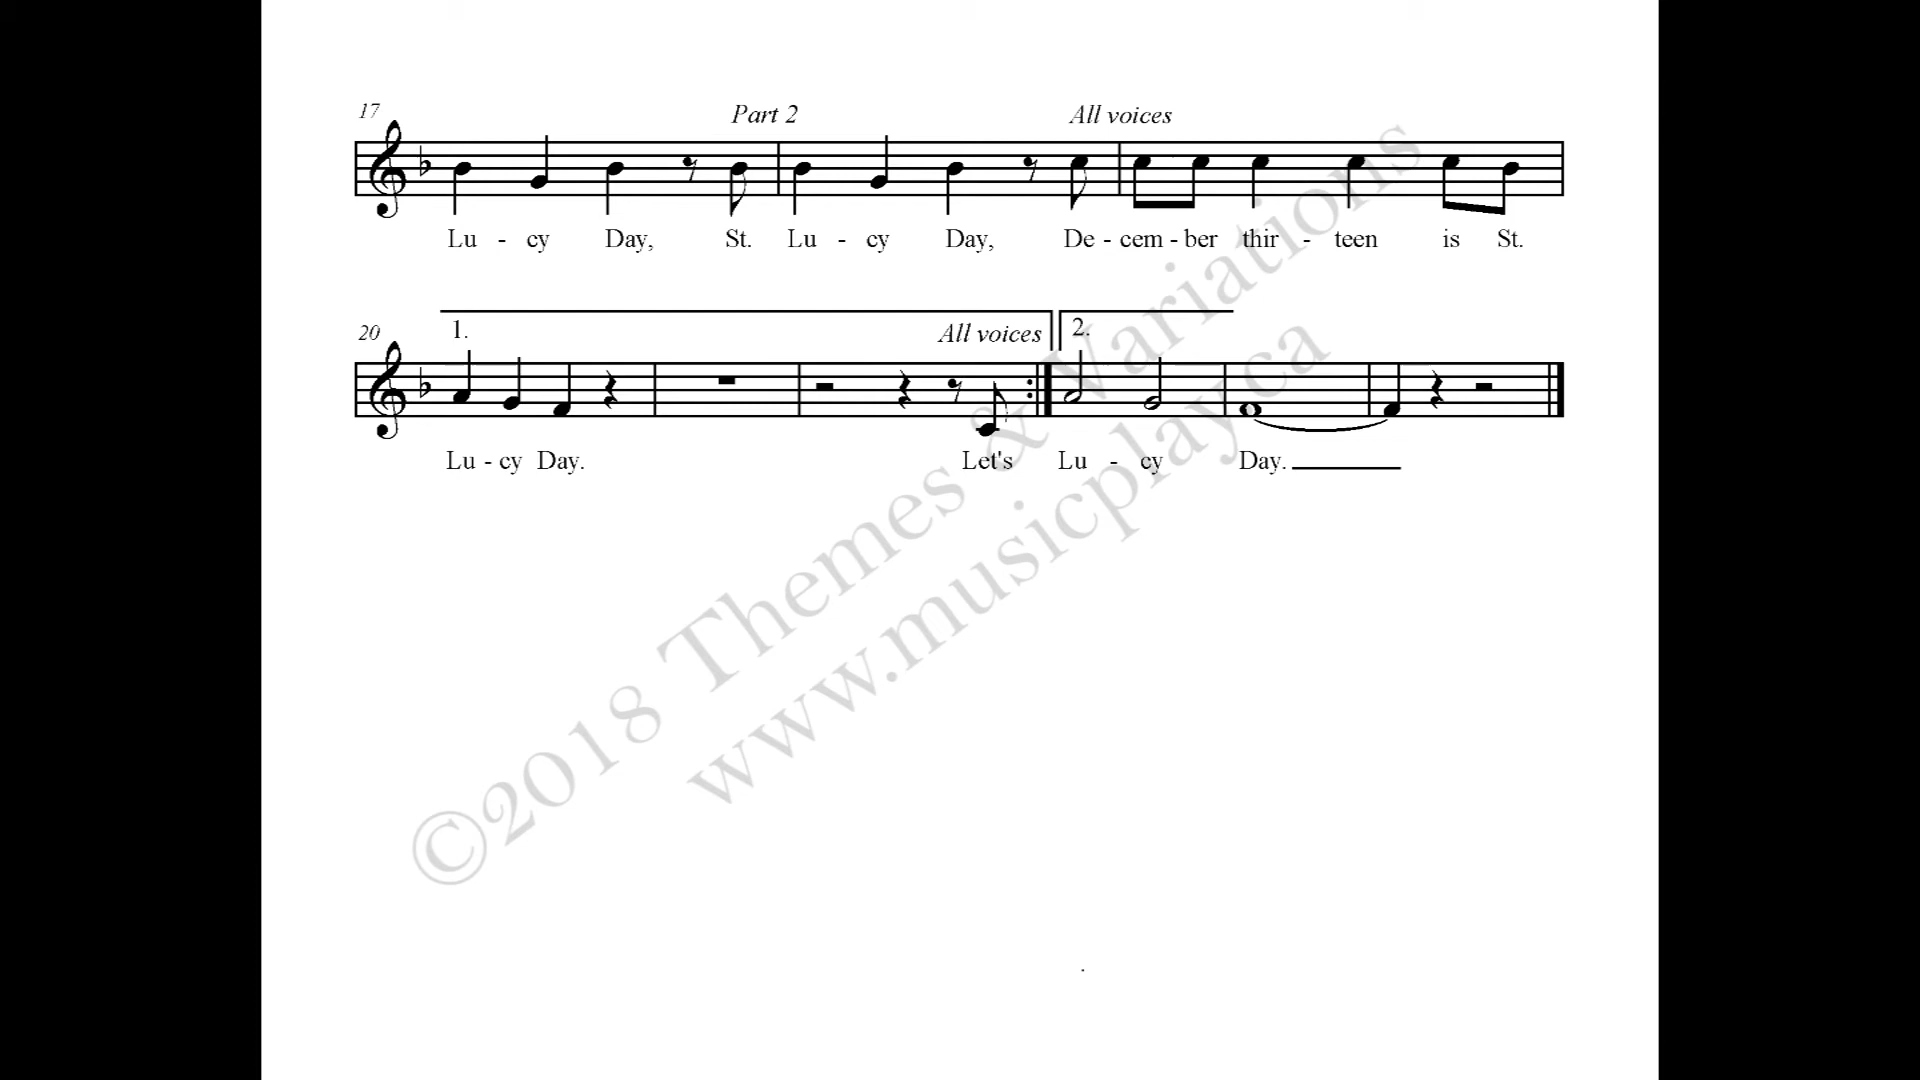 17 Part 2 All voices
Lu - cy Day, St. Lu - cy Day, De - cem - ber thir - teen is St.
20 1. All voices 2.
Lu - cy Day. Let's Lu - cy Day.
©2018 Themes & Variations
www.musicplay.ca